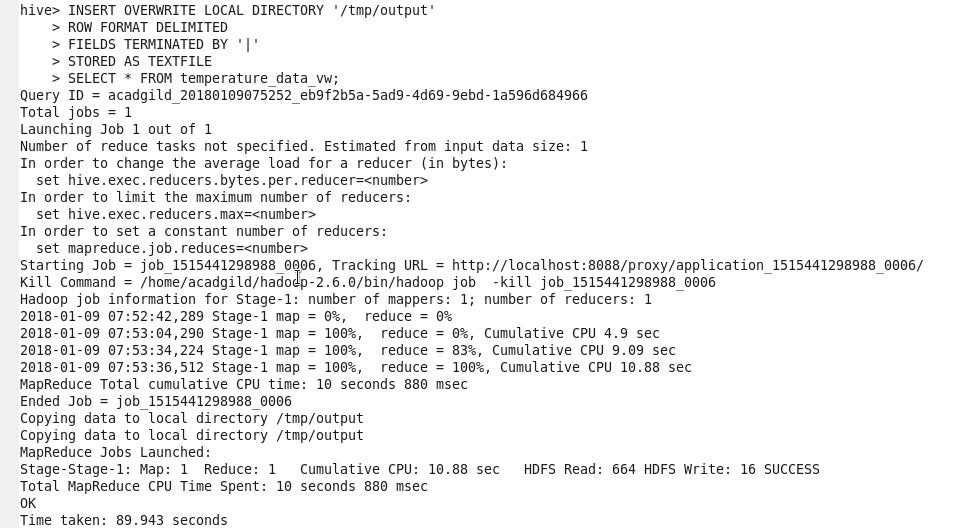 hive> INSERT OVERWRITE LOCAL DIRECTORY '/tmp/output'
    > ROW FORMAT DELIMITED
    > FIELDS TERMINATED BY '|'
    > STORED AS TEXTFILE
    > SELECT * FROM temperature_data_vw;
Query ID = acadgild_20180109075252_eb9f2b5a-5ad9-4d69-9ebd-1a596d684966
Total jobs = 1
Launching Job 1 out of 1
Number of reduce tasks not specified. Estimated from input data size: 1
In order to change the average load for a reducer (in bytes):
  set hive.exec.reducers.bytes.per.reducer=<number>
In order to limit the maximum number of reducers:
  set hive.exec.reducers.max=<number>
In order to set a constant number of reducers:
  set mapreduce.job.reduces=<number>
Starting Job = job_1515441298988_0006, Tracking URL = http://localhost:8088/proxy/application_1515441298988_0006/
Kill Command = /home/acadgild/hadoop-2.6.0/bin/hadoop job  -kill job_1515441298988_0006
Hadoop job information for Stage-1: number of mappers: 1; number of reducers: 1
2018-01-09 07:52:42,289 Stage-1 map = 0%,  reduce = 0%
2018-01-09 07:53:04,290 Stage-1 map = 100%,  reduce = 0%, Cumulative CPU 4.9 sec
2018-01-09 07:53:34,224 Stage-1 map = 100%,  reduce = 83%, Cumulative CPU 9.09 sec
2018-01-09 07:53:36,512 Stage-1 map = 100%,  reduce = 100%, Cumulative CPU 10.88 sec
MapReduce Total cumulative CPU time: 10 seconds 880 msec
Ended Job = job_1515441298988_0006
Copying data to local directory /tmp/output
Copying data to local directory /tmp/output
MapReduce Jobs Launched:
Stage-Stage-1: Map: 1  Reduce: 1   Cumulative CPU: 10.88 sec   HDFS Read: 664 HDFS Write: 16 SUCCESS
Total MapReduce CPU Time Spent: 10 seconds 880 msec
OK
Time taken: 89.943 seconds